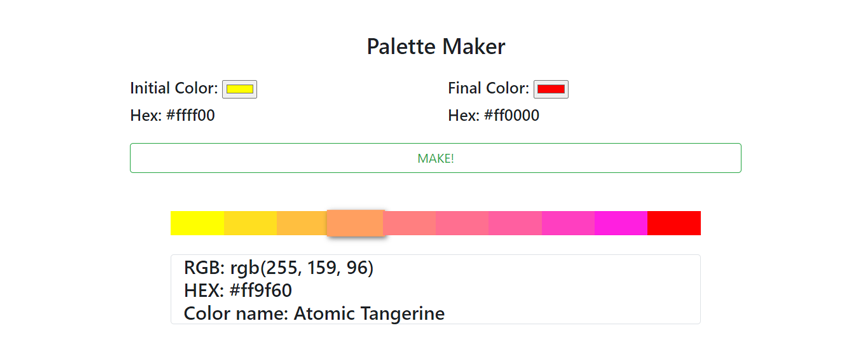 Palette Maker
Initial Color:
Final Color:
Hex: #ffff00
Hex: #ff0000
MAKE!
RGB: rgb(255, 159, 96)
HEX: #ff9f60
Color name: Atomic Tangerine